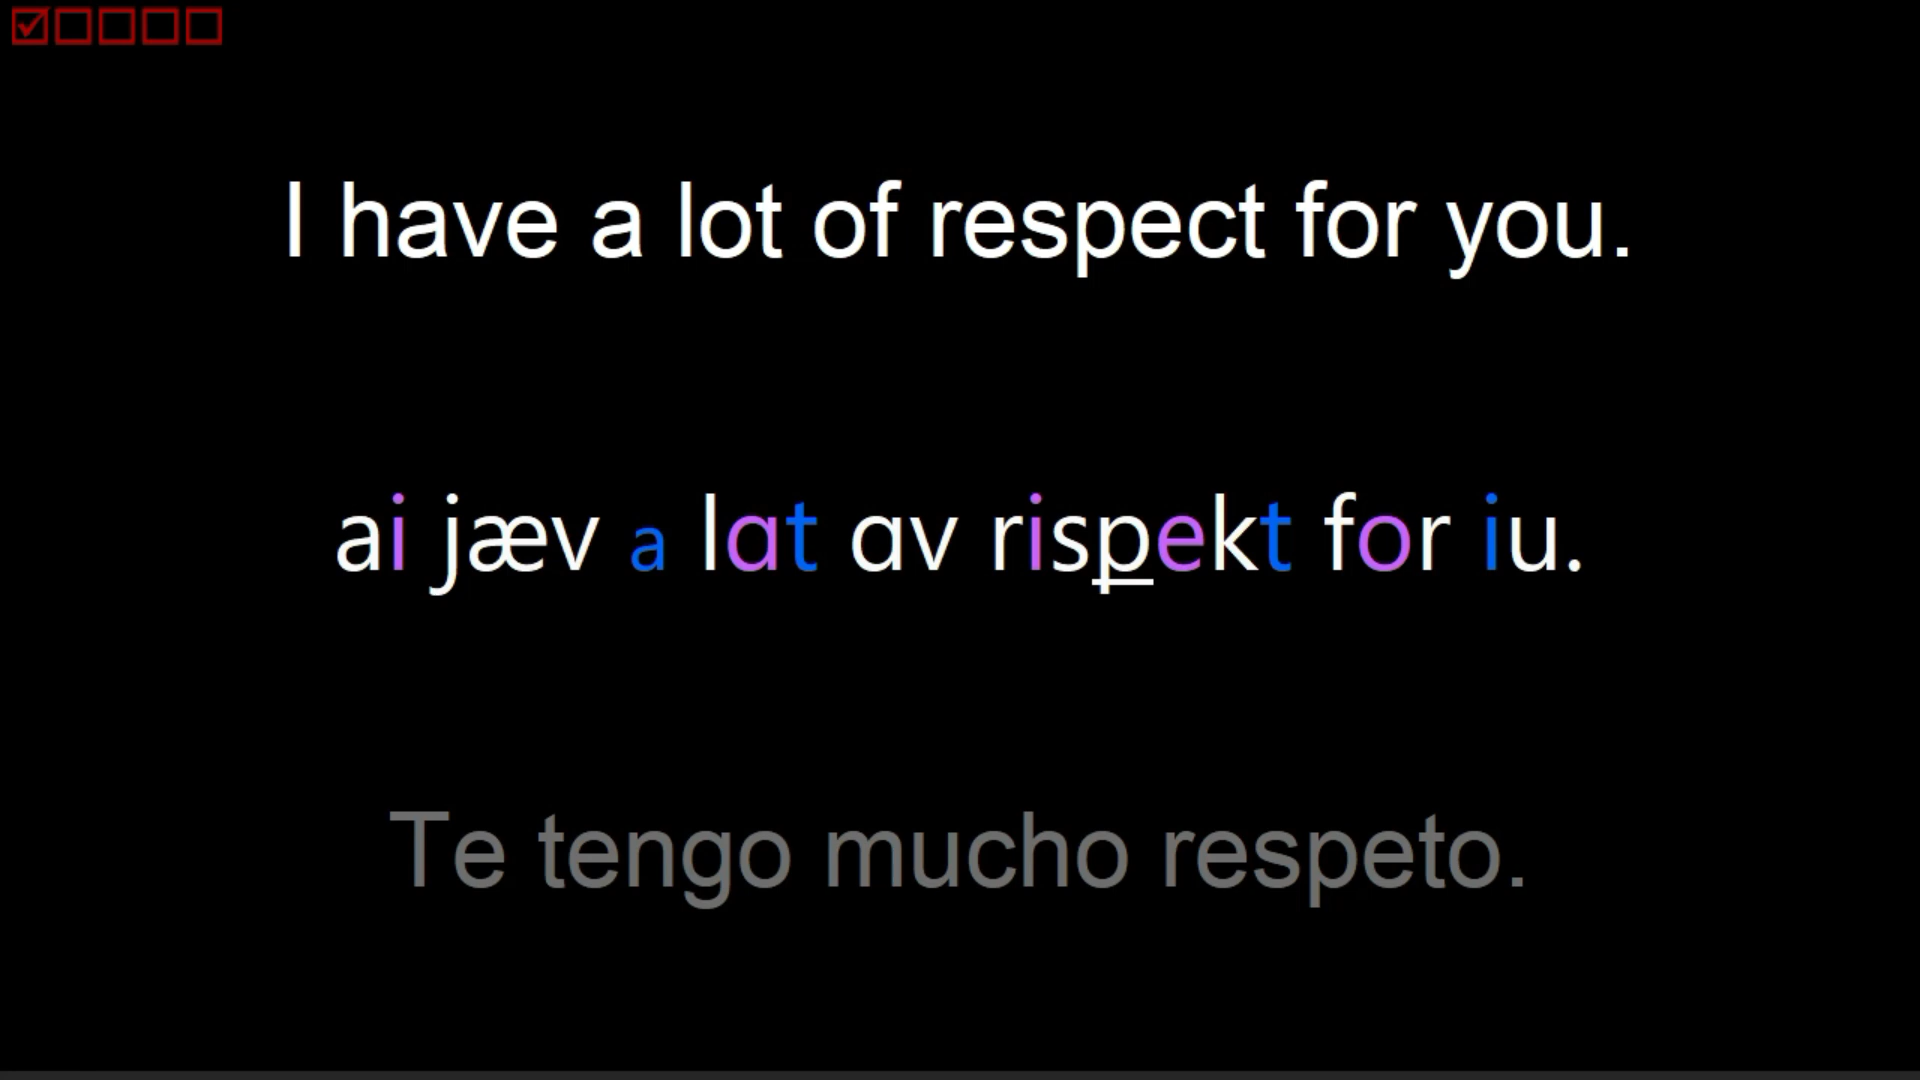 I have a lot of respect for you.
ai jæv a lɑt ɑv rispekt for iu.
Te tengo mucho respeto.